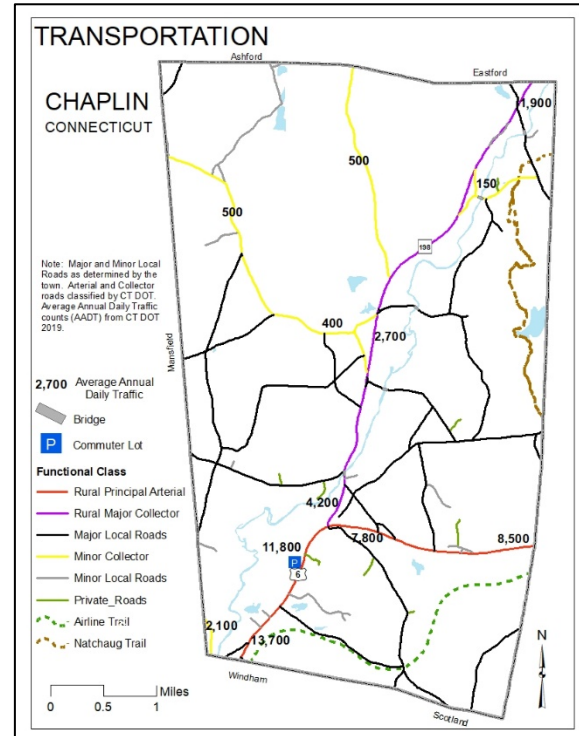 TRANSPORTATION
Ashford
Eastford
CHAPLIN
CONNECTICUT
1,900
500
150
500
198
Note: Major and Minor Local
Roads as determined by the
town. Arterial and Collector
roads classified by CT DOT.
Average Annual Daily Traffic
counts (AADT) from CT DOT
2019.
400
2,700
Mansfield
2,700 Average Annual
Daily Traffic
Bridge
P Commuter Lot
Functional Class
Rural Principal Arterial
Rural Major Collector
Major Local Roads
Minor Collector
Minor Local Roads
Private_Roads
Airline Trail
Natchaug Trail
4,200
11,800
7,800
8,500
P
6
2,100
13,700
N
Miles
0 0.5 1
Windham
Scotland